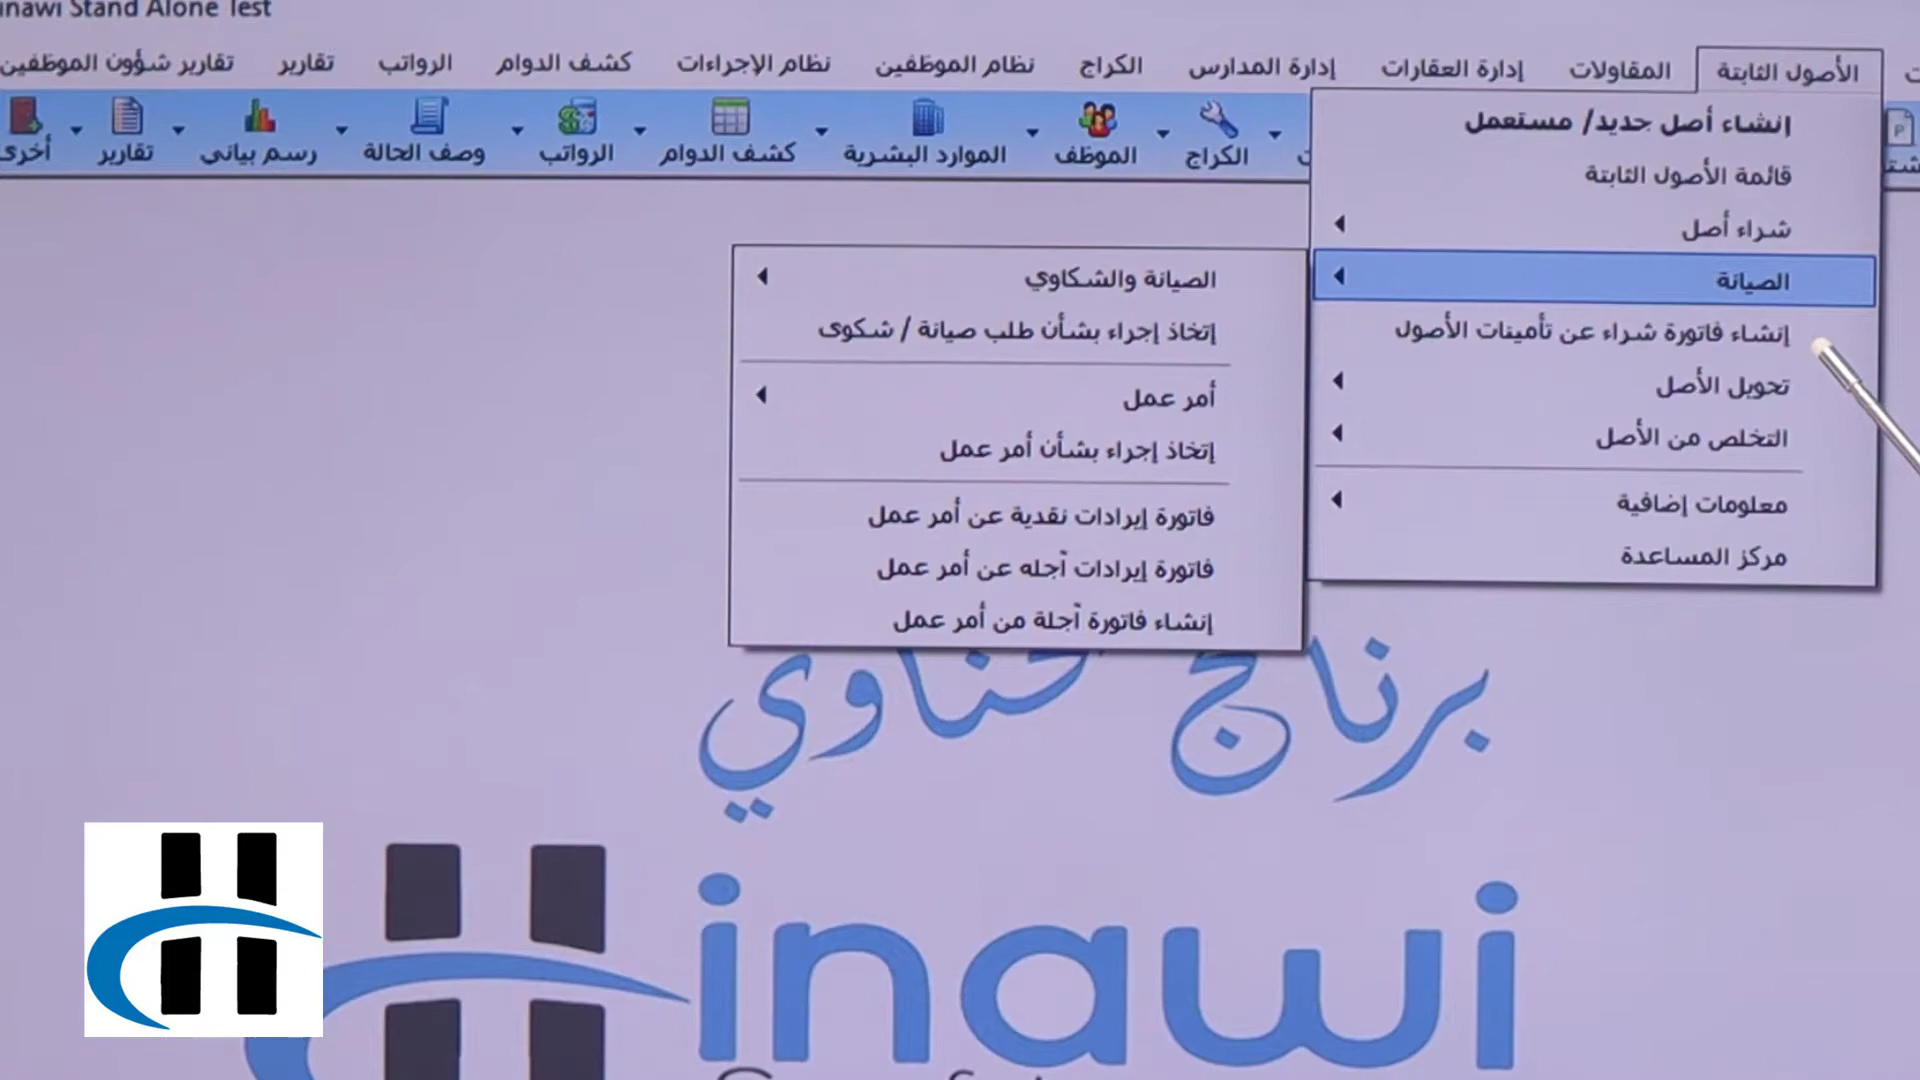 inawi Stand Alone Test
الأصول الثابتة
المقاولات
إدارة العقارات
إدارة المدارس
الكراج
نظام الموظفين
نظام الإجراءات
كشف الدوام
الرواتب
تقارير
تقارير شؤون الموظفين
الكراج
الموظف
الموارد البشرية
كشف الدوام
الرواتب
وصف الحالة
رسم بياني
تقارير
أخرى
إنشاء أصل جديد/ مستعمل
قائمة الأصول الثابتة
شراء أصل
الصيانة
إنشاء فاتورة شراء عن تأمينات الأصول
تحويل الأصل
التخلص من الأصل
معلومات إضافية
مركز المساعدة
الصيانة والشكاوي
إتخاذ إجراء بشأن طلب صيانة / شكوى
أمر عمل
إتخاذ إجراء بشأن أمر عمل
فاتورة إيرادات نقدية عن أمر عمل
فاتورة إيرادات آجله عن أمر عمل
إنشاء فاتورة آجلة من أمر عمل
برنامج حناوي
Hinawi